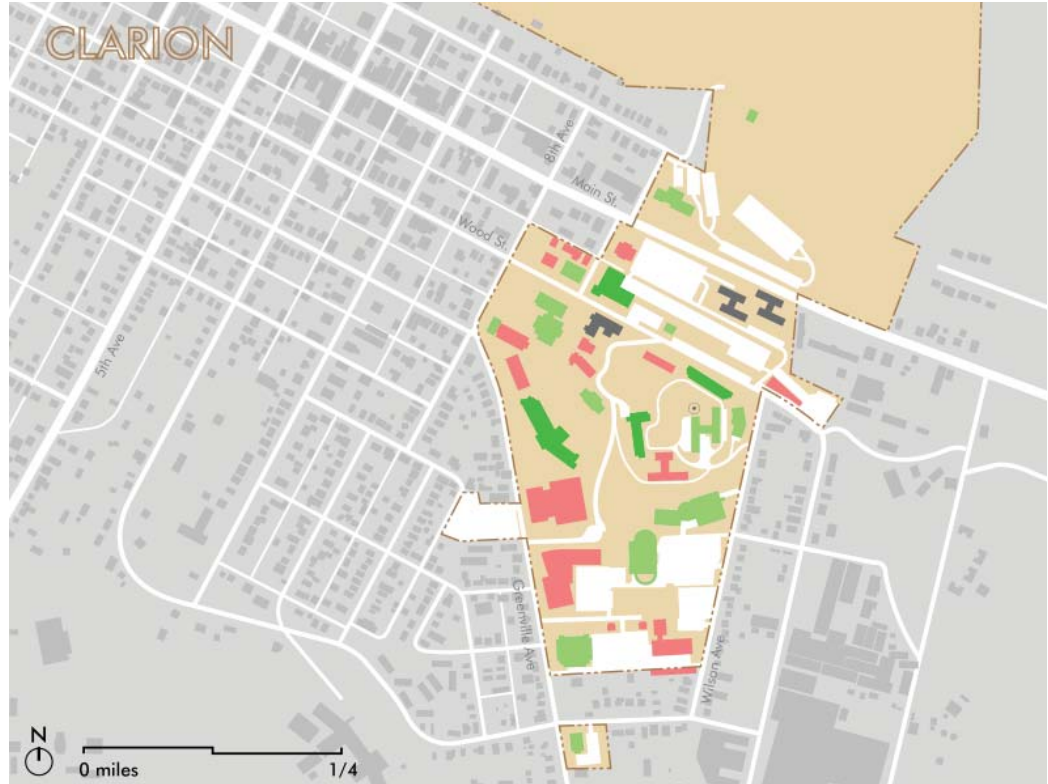 CLARION
8th Ave
Main St.
Wood St.
5th Ave
Greenville Ave
Wilson Ave
N
0 miles 1/4